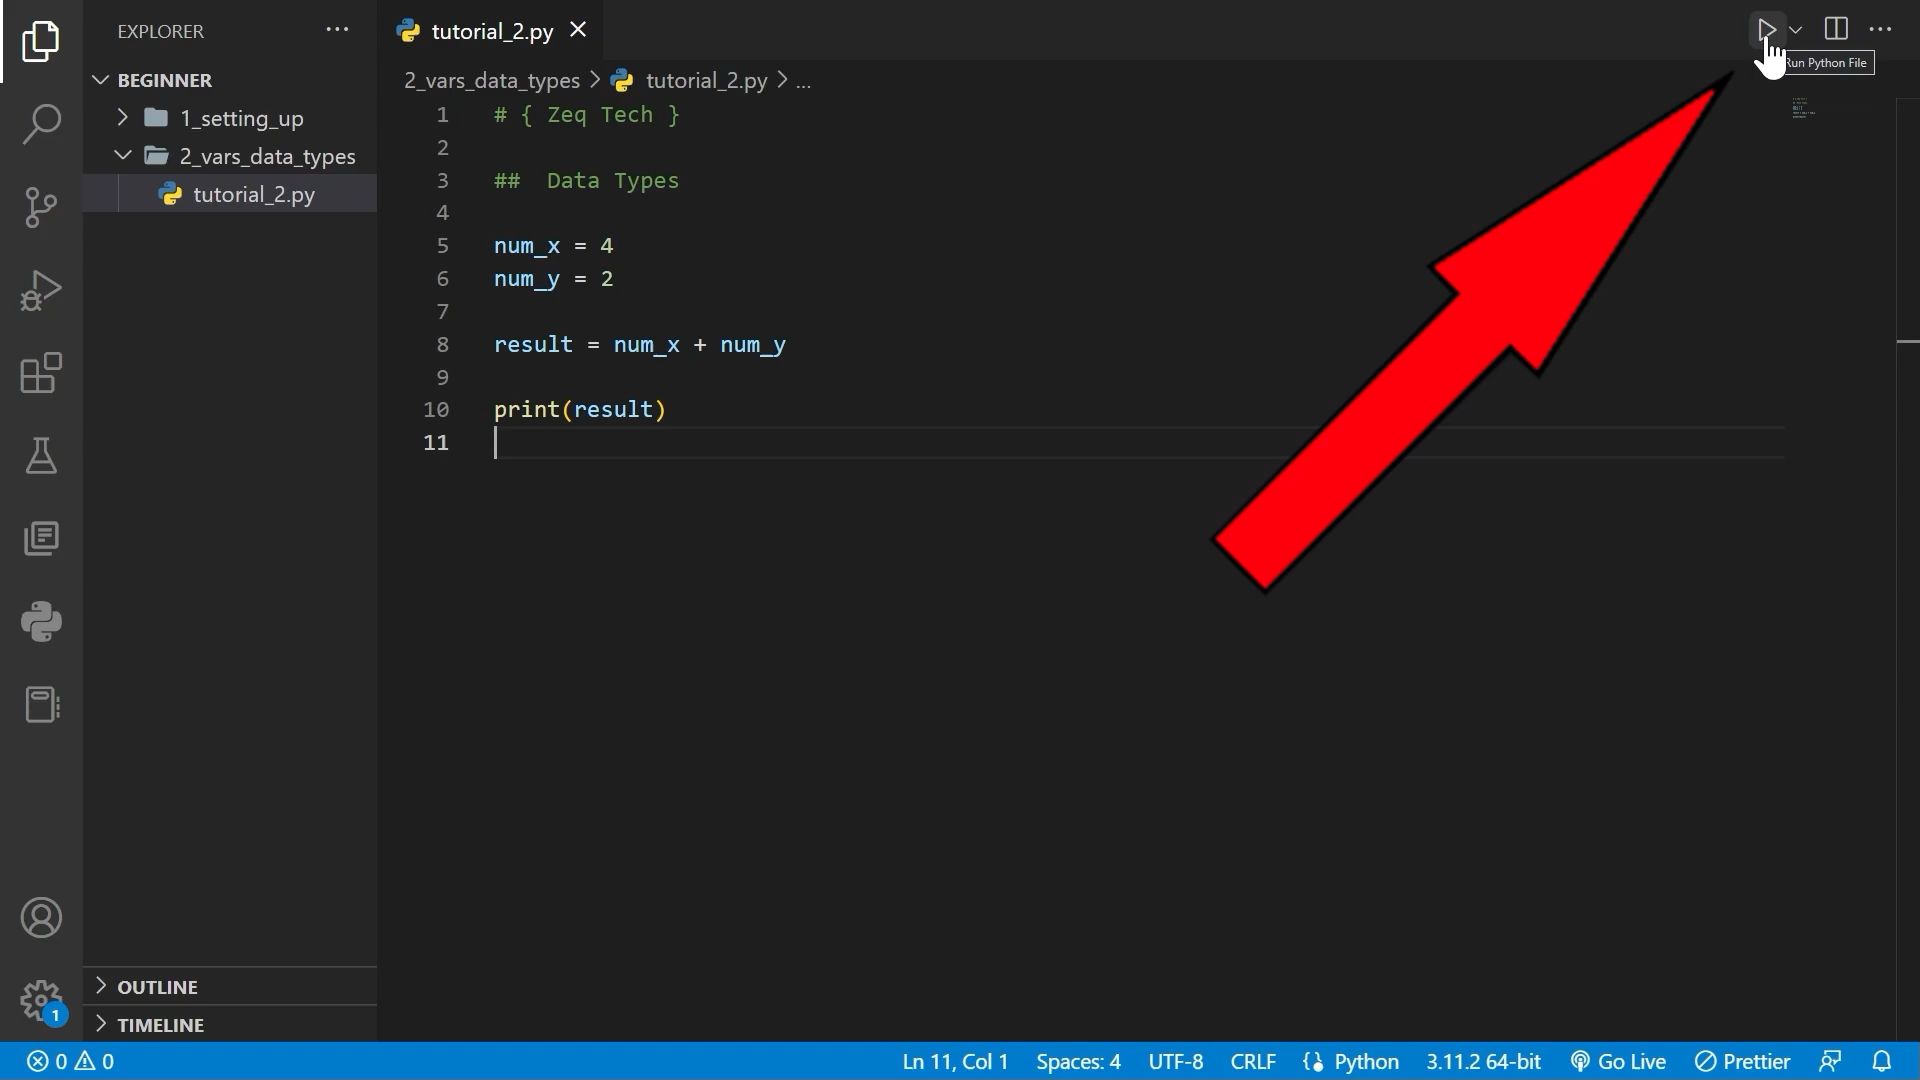 EXPLORER
BEGINNER
1_setting_up
2_vars_data_types
tutorial_2.py
OUTLINE
TIMELINE
tutorial_2.py
Run Python File
2_vars_data_types > tutorial_2.py > ...
1 # { Zeq Tech }
2
3 ##  Data Types
4
5 num_x = 4
6 num_y = 2
7
8 result = num_x + num_y
9
10 print(result)
11
1
0 0 Ln 11, Col 1 Spaces: 4 UTF-8 CRLF {} Python 3.11.2 64-bit Go Live Prettier